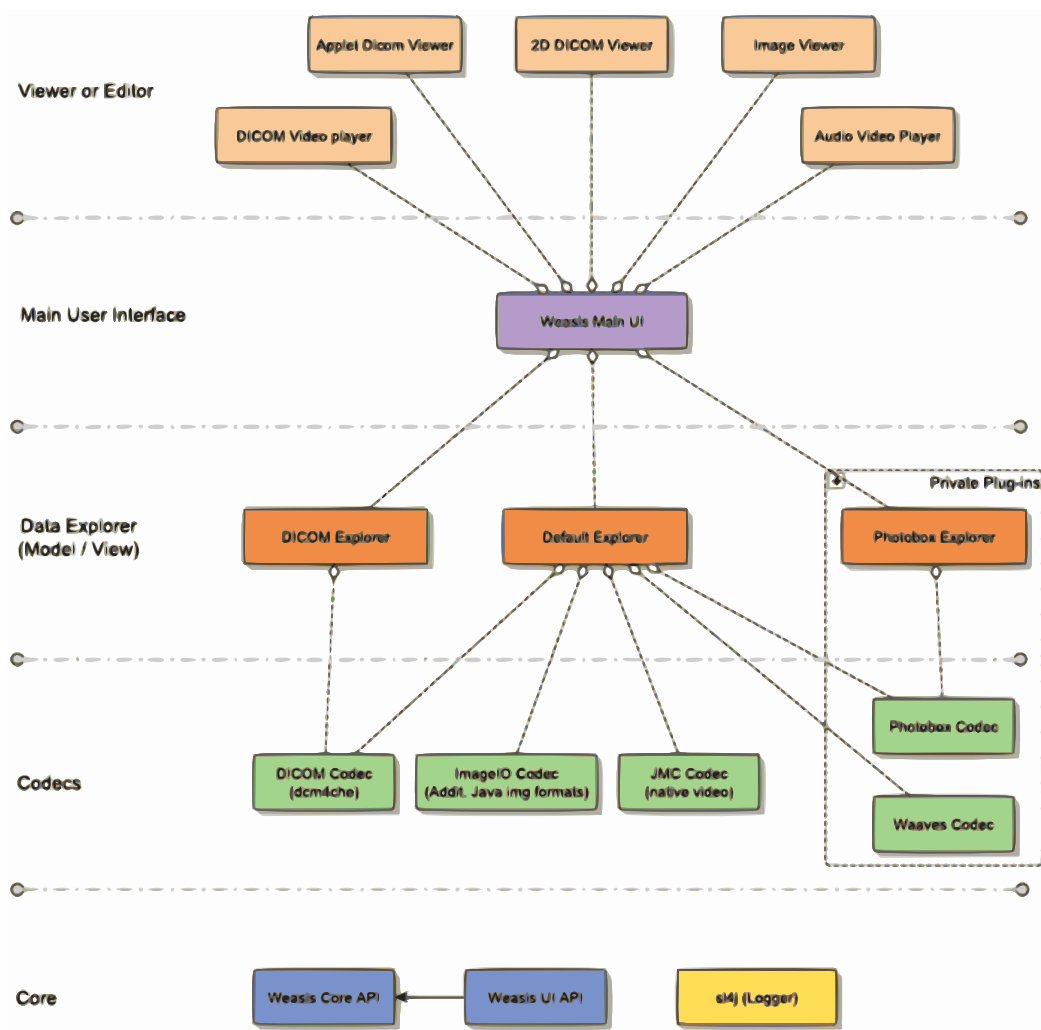 Applet Dicom Viewer
2D DICOM Viewer
Image Viewer
Viewer or Editor
DICOM Video player
Audio Video Player
Main User Interface
Weasis Main UI
Private Plug-ins
Data Explorer
(Model / View)
DICOM Explorer
Default Explorer
Photobox Explorer
Photobox Codec
Codecs
DICOM Codec
(dcm4che)
ImageIO Codec
(Addit. Java img formats)
JMC Codec
(native video)
Waaves Codec
Core
Weasis Core API
Weasis UI API
sl4j (Logger)